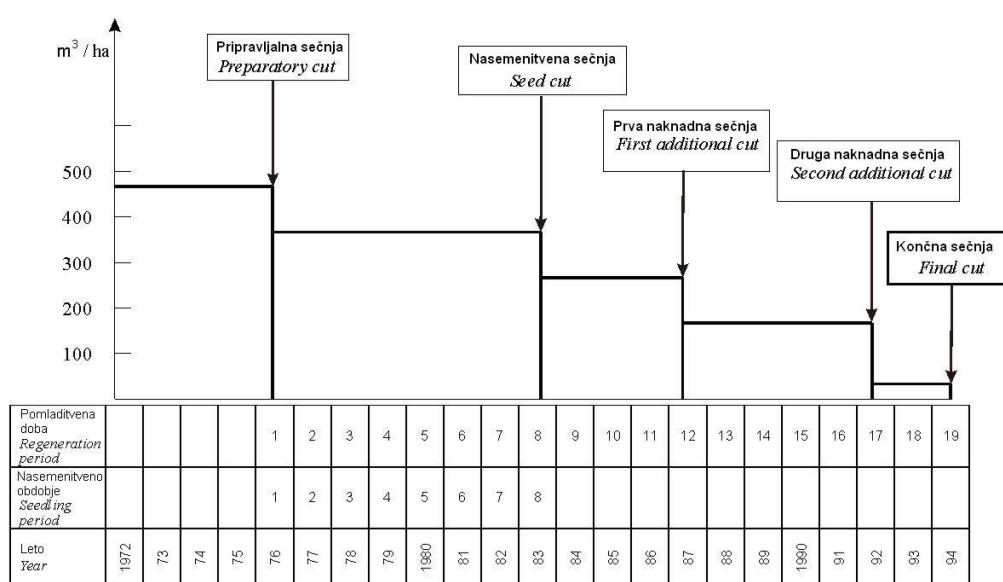 m³ / ha
Pripravljalna sečnja
Preparatory cut
Nasemenitvena sečnja
Seed cut
Prva naknadna sečnja
First additional cut
Druga naknadna sečnja
Second additional cut
Končna sečnja
Final cut
500
400
300
200
100
Pomladitvena
doba
Regeneration
period
1 2 3 4 5 6 7 8 9 10 11 12 13 14 15 16 17 18 19
Nasemenitveno
obdobje
Seedling
period
1 2 3 4 5 6 7 8
Leto
Year
1972 73 74 75 76 77 78 79 1980 81 82 83 84 85 86 87 88 89 1990 91 92 93 94